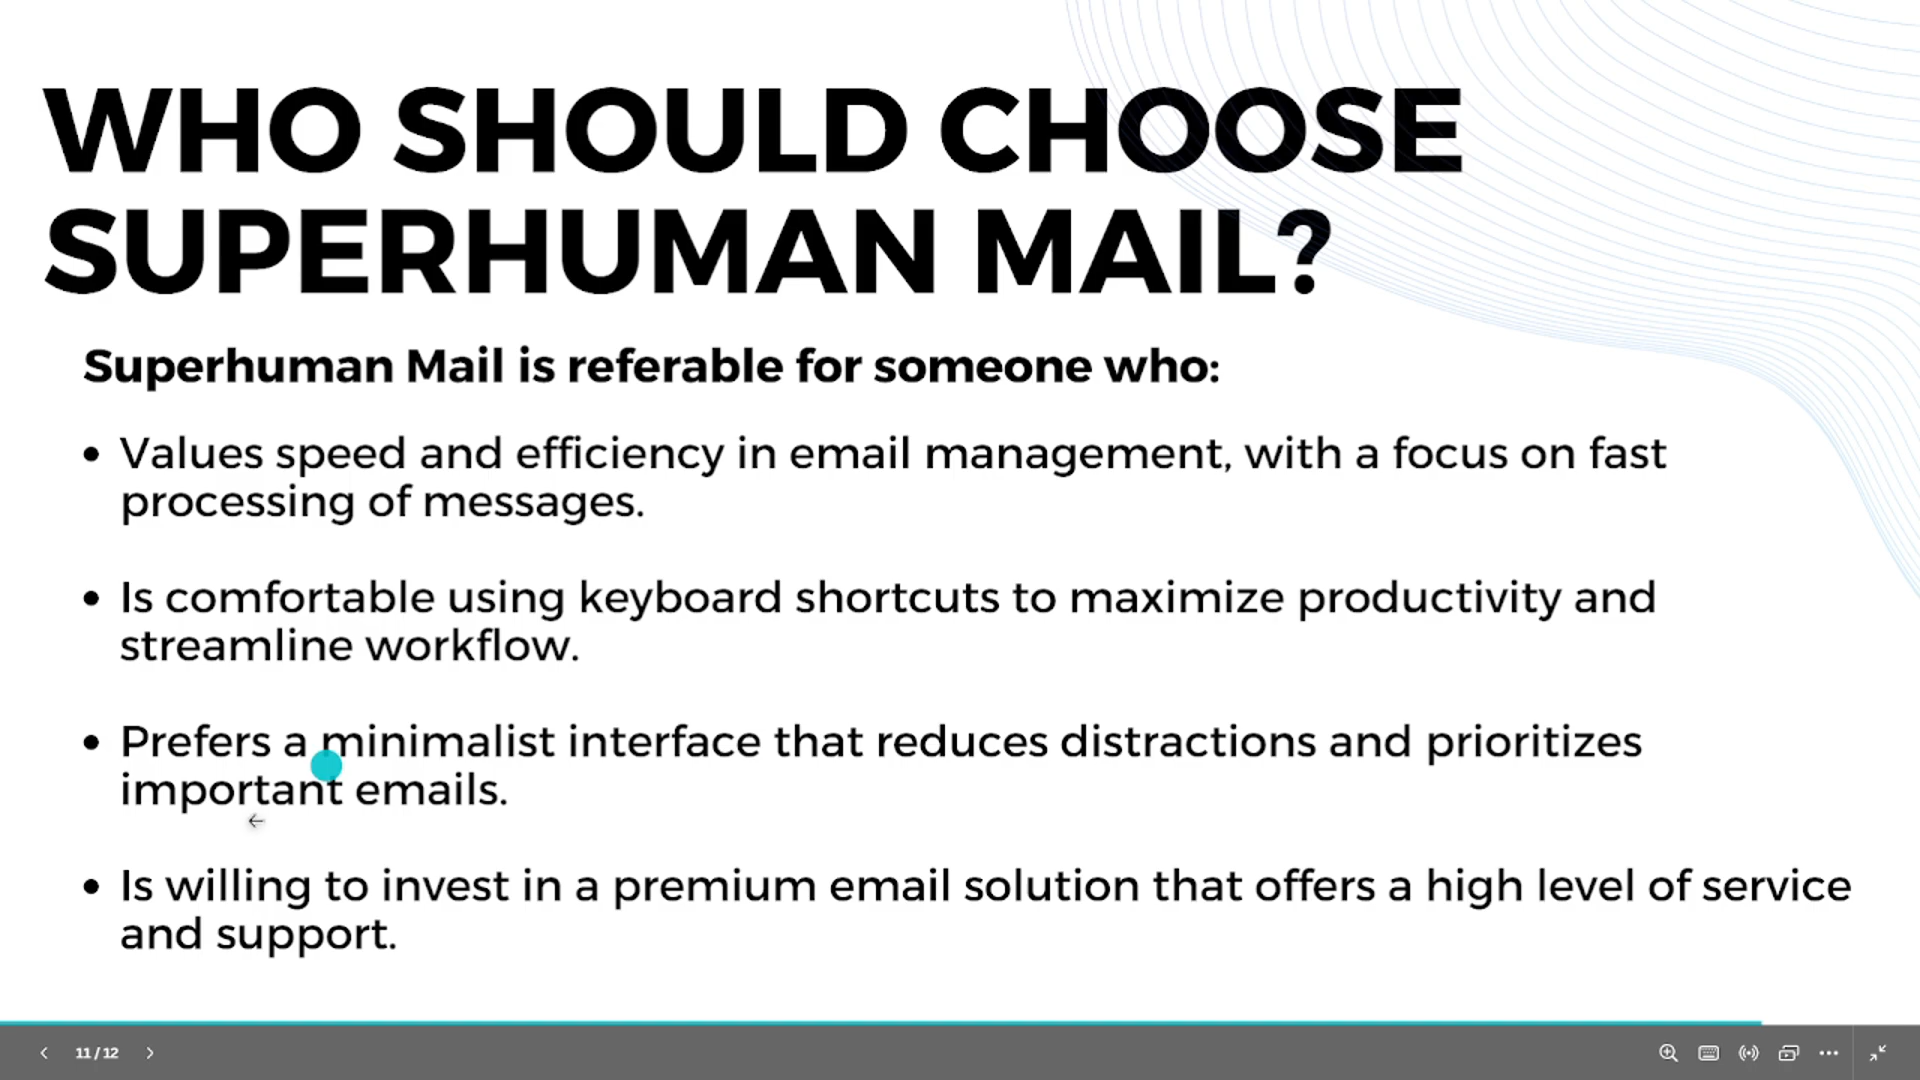 WHO SHOULD CHOOSE
SUPERHUMAN MAIL?
Superhuman Mail is referable for someone who:
• Values speed and efficiency in email management, with a focus on fast
processing of messages.
• Is comfortable using keyboard shortcuts to maximize productivity and
streamline workflow.
• Prefers a minimalist interface that reduces distractions and prioritizes
important emails.
• Is willing to invest in a premium email solution that offers a high level of service
and support.
11 / 12